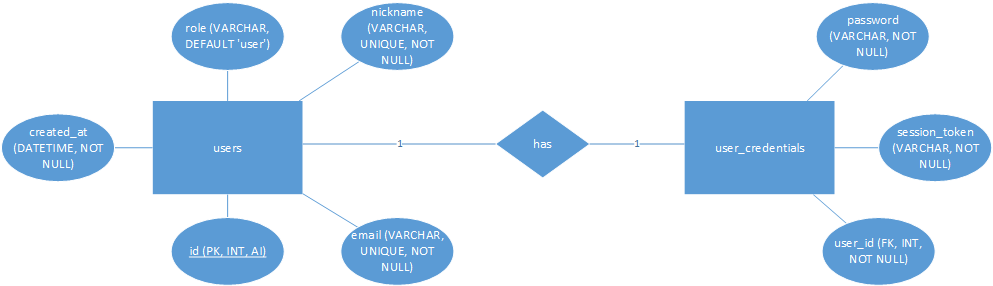 role (VARCHAR,
DEFAULT 'user')
nickname
(VARCHAR,
UNIQUE, NOT
NULL)
password
(VARCHAR, NOT
NULL)
created_at
(DATETIME, NOT
NULL)
users
1
has
1
user_credentials
session_token
(VARCHAR, NOT
NULL)
id (PK, INT, AI)
email (VARCHAR,
UNIQUE, NOT
NULL)
user_id (FK, INT,
NOT NULL)